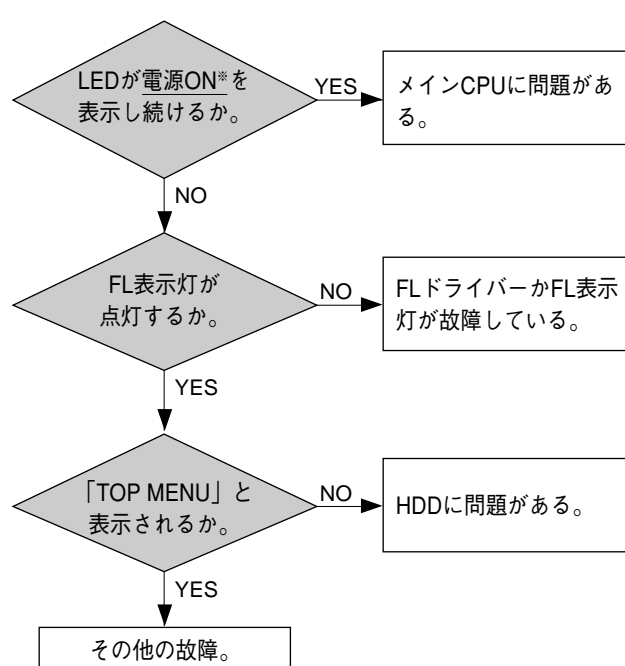 LEDが電源ON※を
表示し続けるか。
YES
メインCPUに問題があ
る。
NO
FL表示灯が
点灯するか。
NO
FLドライバーかFL表示
灯が故障している。
YES
「TOP MENU」と
表示されるか。
NO
HDDに問題がある。
YES
その他の故障。